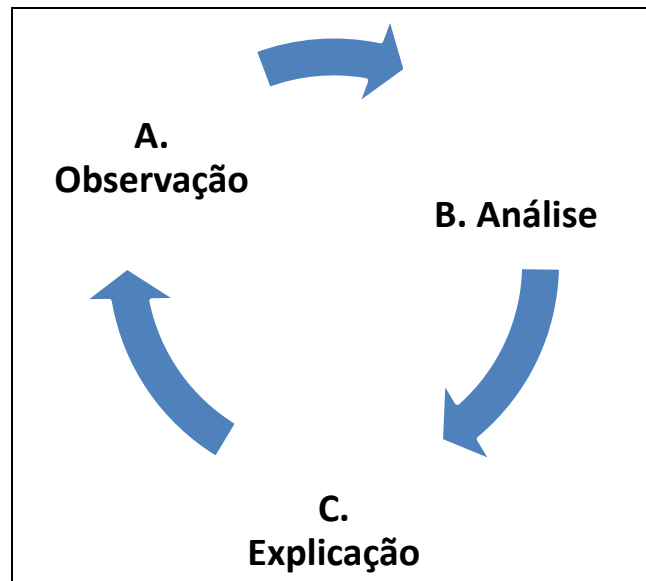 A.
Observação
B. Análise
C.
Explicação